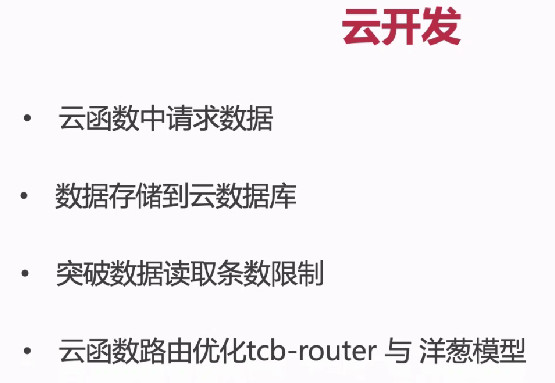 云开发
• 云函数中请求数据
• 数据存储到云数据库
• 突破数据读取条数限制
• 云函数路由优化tcb-router 与 洋葱模型